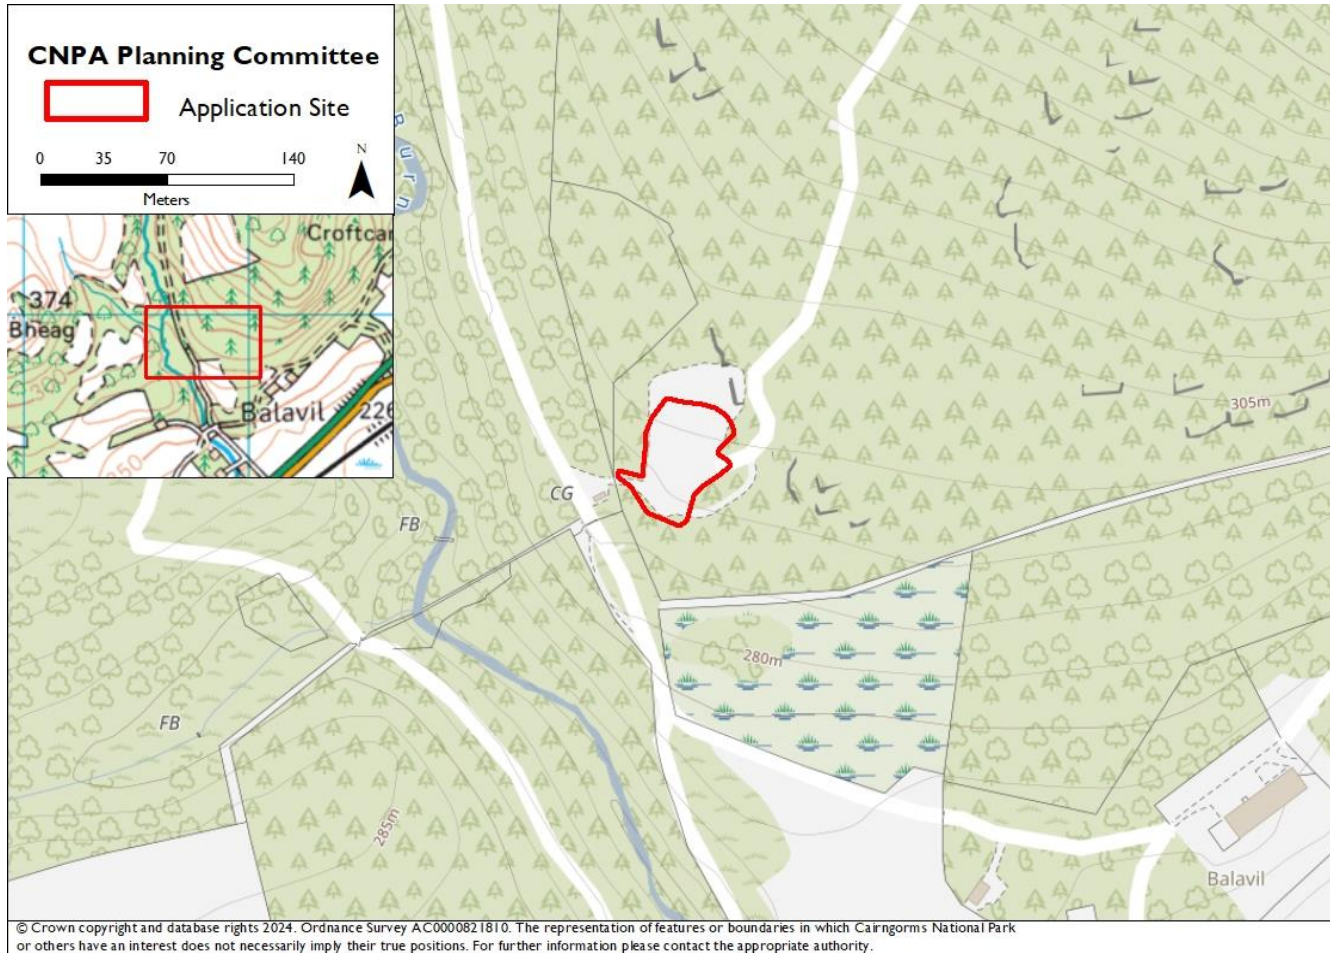 CNPA Planning Committee
Application Site
0 35 70 140
Meters
N
Burn
Croftcar
374
Bheag
Balavil
226
350
305m
CG
FB
280m
FB
285m
Balavil
© Crown copyright and database rights 2024. Ordnance Survey AC0000821810. The representation of features or boundaries in which Cairngorms National Park
or others have an interest does not necessarily imply their true positions. For further information please contact the appropriate authority.